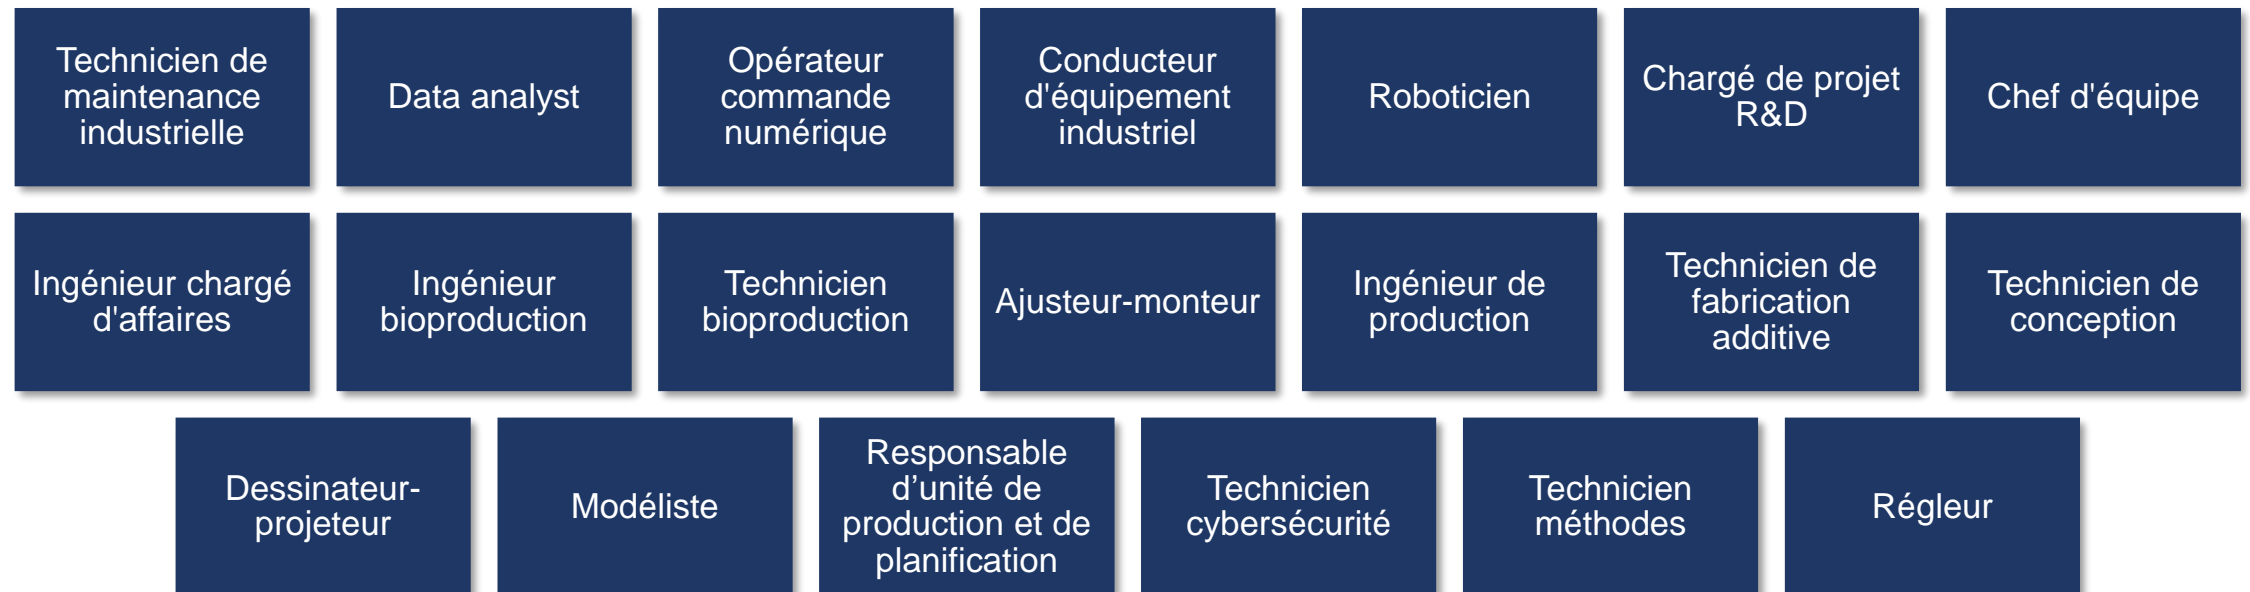 Technicien de
maintenance
industrielle
Data analyst
Opérateur
commande
numérique
Conducteur
d'équipement
industriel
Roboticien
Chargé de projet
R&D
Chef d'équipe
Ingénieur chargé
d'affaires
Ingénieur
bioproduction
Technicien
bioproduction
Ajusteur-monteur
Ingénieur de
production
Technicien de
fabrication
additive
Technicien de
conception
Dessinateur-
projeteur
Modéliste
Responsable
d’unité de
production et de
planification
Technicien
cybersécurité
Technicien
méthodes
Régleur